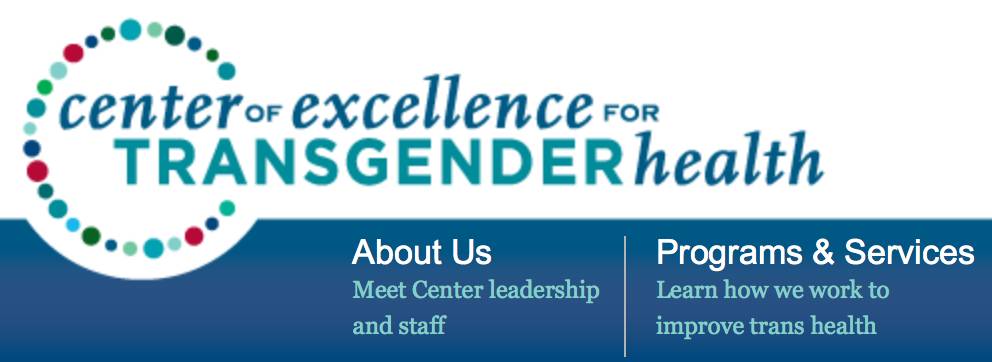 center OF excellence FOR
TRANSGENDER health
About Us
Meet Center leadership
and staff
Programs & Services
Learn how we work to
improve trans health